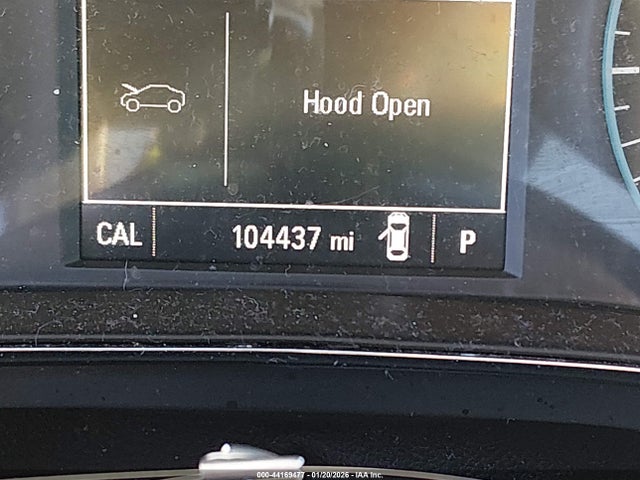 Hood Open
CAL 104437 mi P
000-44169477 - 01/20/2026 - IAA Inc.